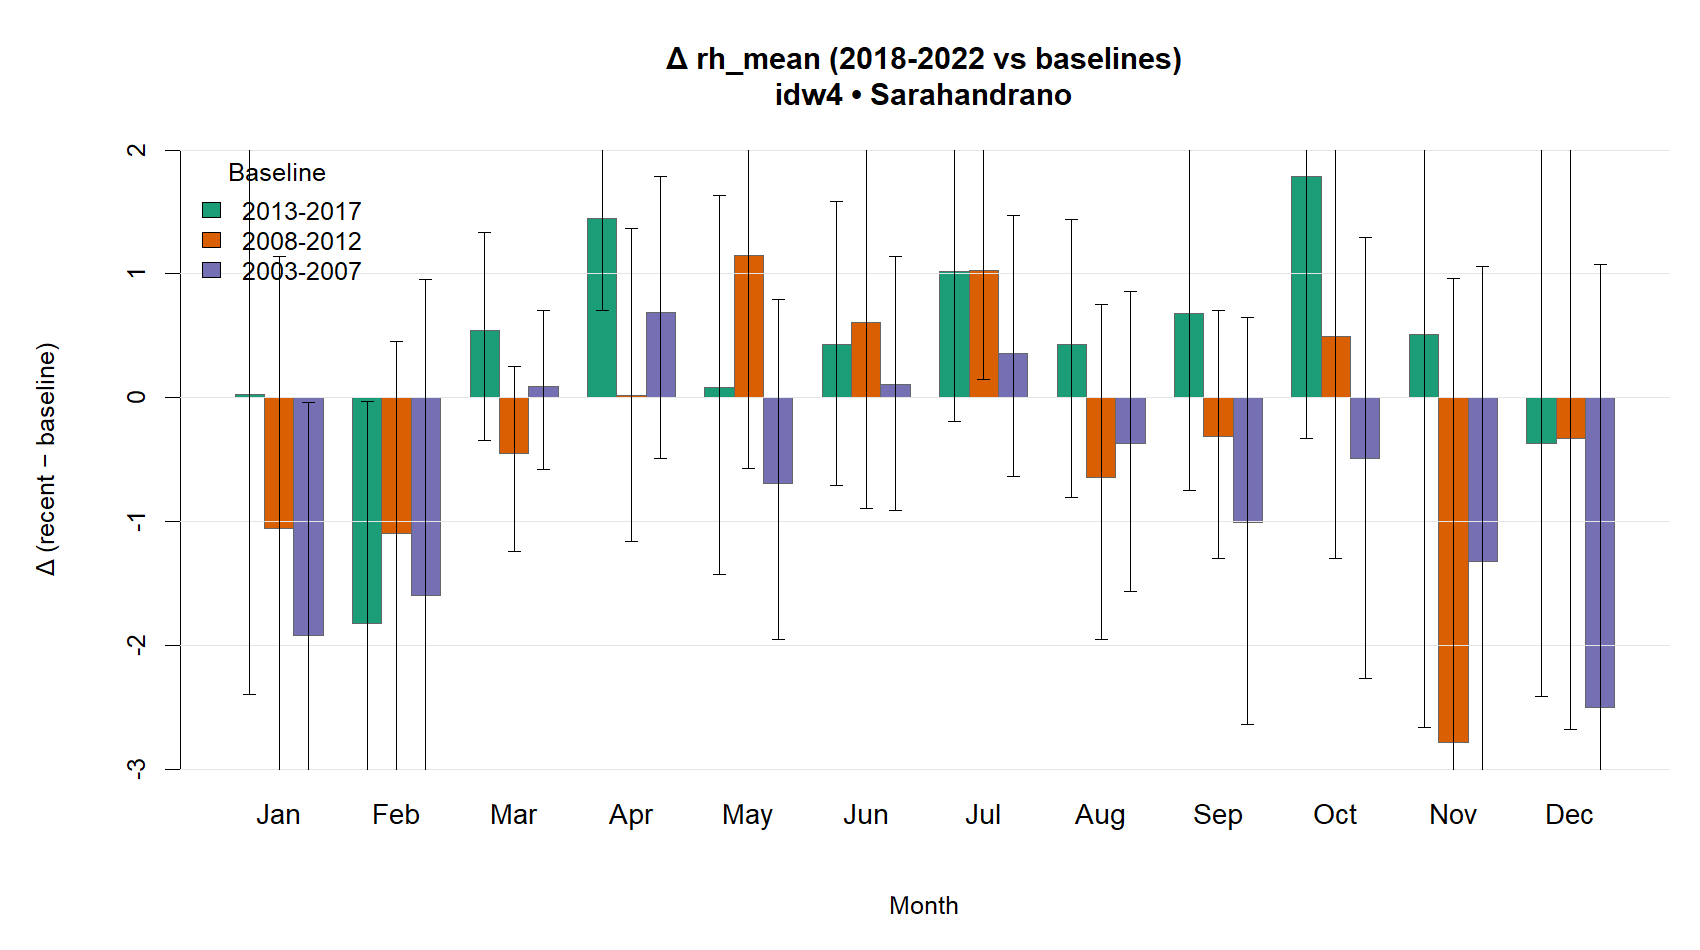 Δ rh_mean (2018-2022 vs baselines)
idw4 • Sarahandrano
Baseline
2013-2017
2008-2012
2003-2007
2
1
0
-1
-2
-3
Δ (recent − baseline)
Jan Feb Mar Apr May Jun Jul Aug Sep Oct Nov Dec
Month